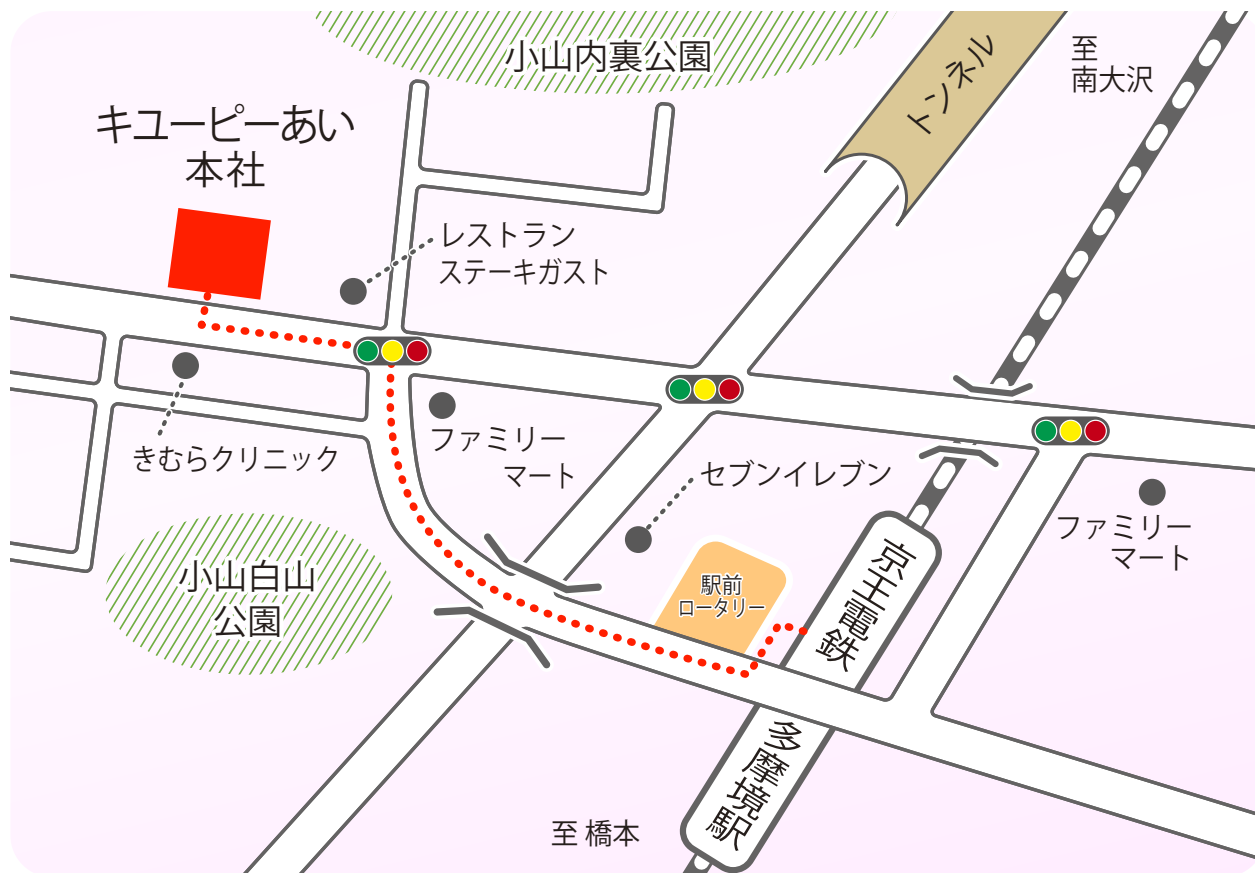 小山内裏公園
トンネル
至
南大沢
キユーピーあい
本社
レストラン
ステーキガスト
ファミリー
マート
きむらクリニック
セブンイレブン
ファミリー
マート
小山白山
公園
駅前
ロータリー
京王電鉄
多摩境駅
至 橋本